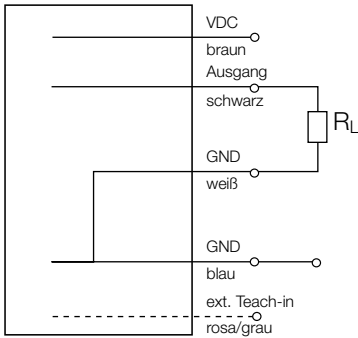 VDC
braun
Ausgang
schwarz
RL
GND
weiß
GND
blau
ext. Teach-in
rosa/grau